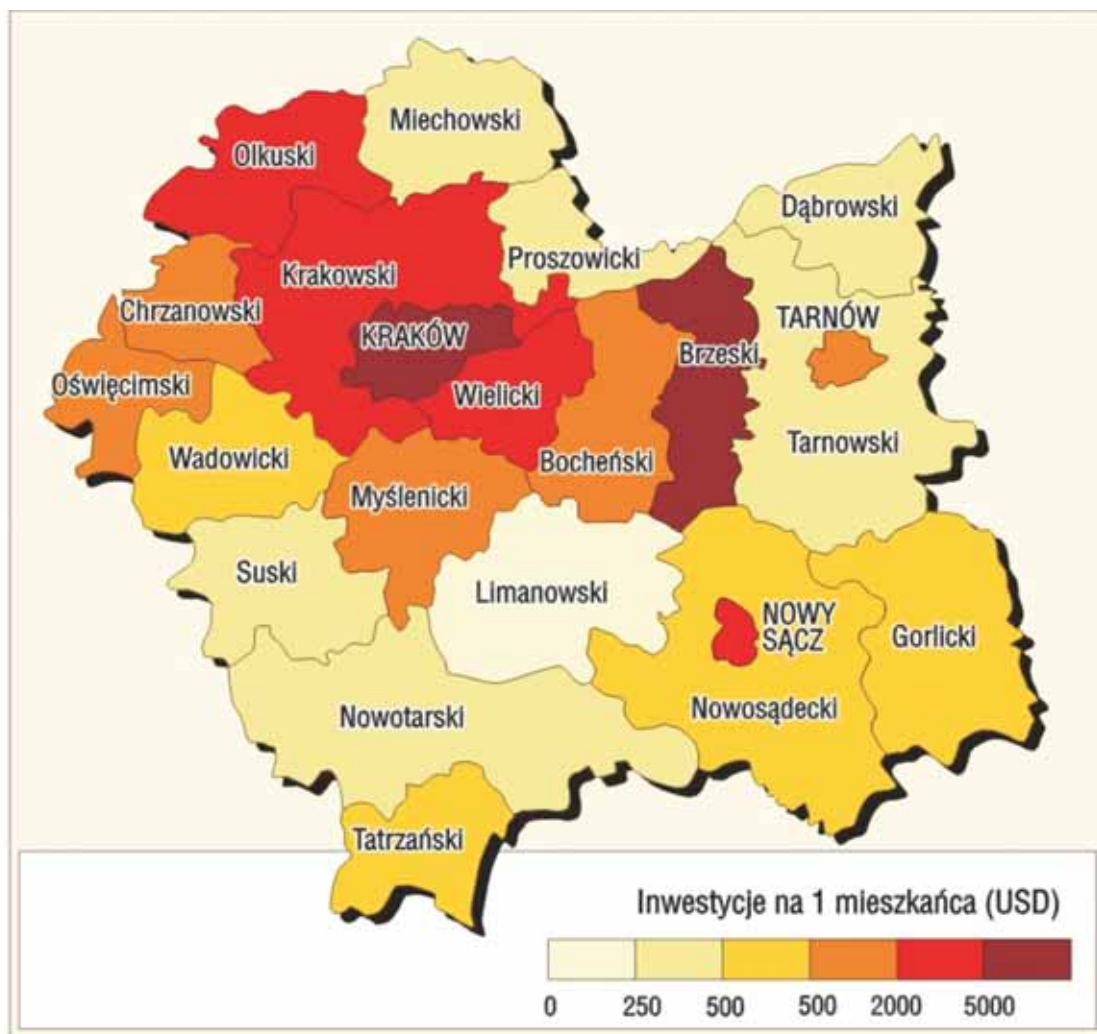 Miechowski
Olkuski
Dąbrowski
Proszowicki
Krakowski
Chrzanowski
TARNÓW
KRAKÓW
Brzeski
Oświęcimski
Wielicki
Tarnowski
Wadowicki
Bocheński
Myślenicki
Suski
Limanowski
NOWY
SĄCZ
Gorlicki
Nowotarski
Nowosądecki
Tatrzański
Inwestycje na 1 mieszkańca (USD)
0 250 500 500 2000 5000